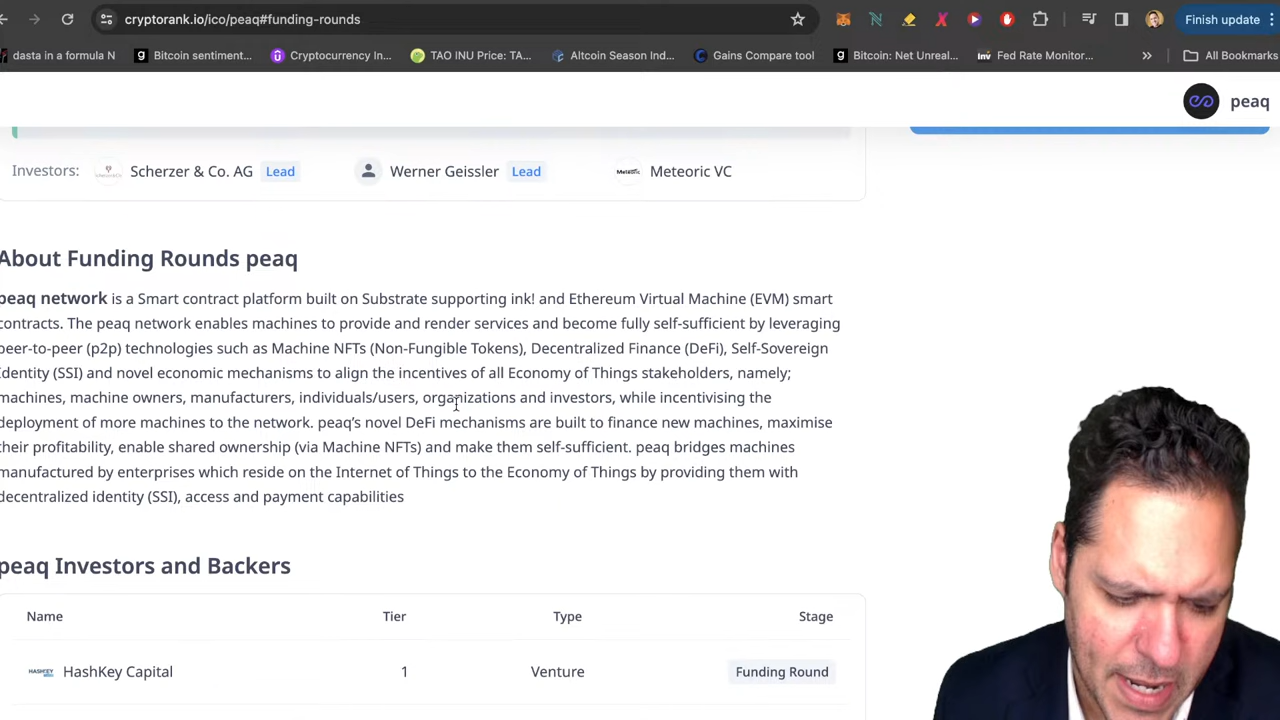 cryptorank.io/ico/peaq#funding-rounds
Finish update
dasta in a formula N
Bitcoin sentiment...
Cryptocurrency In...
TAO INU Price: TA...
Altcoin Season Ind...
Gains Compare tool
Bitcoin: Net Unreal...
Fed Rate Monitor...
All Bookmarks
peaq
Investors: Scherzer & Co. AG Lead Werner Geissler Lead Meteoric VC
About Funding Rounds peaq
peaq network is a Smart contract platform built on Substrate supporting ink! and Ethereum Virtual Machine (EVM) smart
contracts. The peaq network enables machines to provide and render services and become fully self-sufficient by leveraging
peer-to-peer (p2p) technologies such as Machine NFTs (Non-Fungible Tokens), Decentralized Finance (DeFi), Self-Sovereign
Identity (SSI) and novel economic mechanisms to align the incentives of all Economy of Things stakeholders, namely;
machines, machine owners, manufacturers, individuals/users, organizations and investors, while incentivising the
deployment of more machines to the network. peaq’s novel DeFi mechanisms are built to finance new machines, maximise
their profitability, enable shared ownership (via Machine NFTs) and make them self-sufficient. peaq bridges machines
manufactured by enterprises which reside on the Internet of Things to the Economy of Things by providing them with
decentralized identity (SSI), access and payment capabilities
peaq Investors and Backers
Name Tier Type Stage
HashKey Capital 1 Venture Funding Round